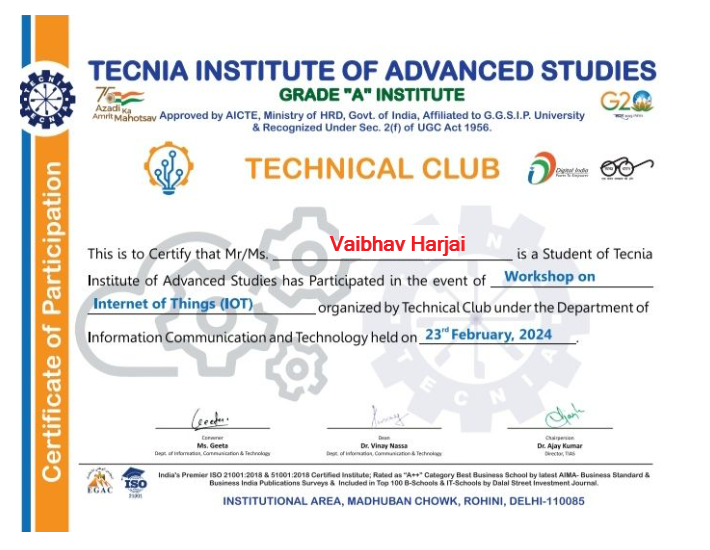 TECNIA INSTITUTE OF ADVANCED STUDIES
GRADE "A" INSTITUTE
75
Azadi Ka
Amrit Mahotsav
Approved by AICTE, Ministry of HRD, Govt. of India, Affiliated to G.G.S.I.P. University
& Recognized Under Sec. 2(f) of UGC Act 1956.
G20
TECHNICAL CLUB
Digital India
Power To Empower
Certificate of Participation
This is to Certify that Mr/Ms. Vaibhav Harjai is a Student of Tecnia
Institute of Advanced Studies has Participated in the event of Workshop on
Internet of Things (IOT) organized by Technical Club under the Department of
Information Communication and Technology held on 23rd February, 2024.
TECNIA
Convener
Ms. Geeta
Dept. of Information, Communication & Technology
Dean
Dr. Vinay Nassa
Dept. of Information, Communication & Technology
Chairperson
Dr. Ajay Kumar
Director, TIAS
EGAC
ISO
21001
India's Premier ISO 21001:2018 & 51001:2018 Certified Institute; Rated as "A++" Category Best Business School by latest AIMA- Business Standard &
Business India Publications Surveys & Included in Top 100 B-Schools & IT-Schools by Dalal Street Investment Journal.
INSTITUTIONAL AREA, MADHUBAN CHOWK, ROHINI, DELHI-110085